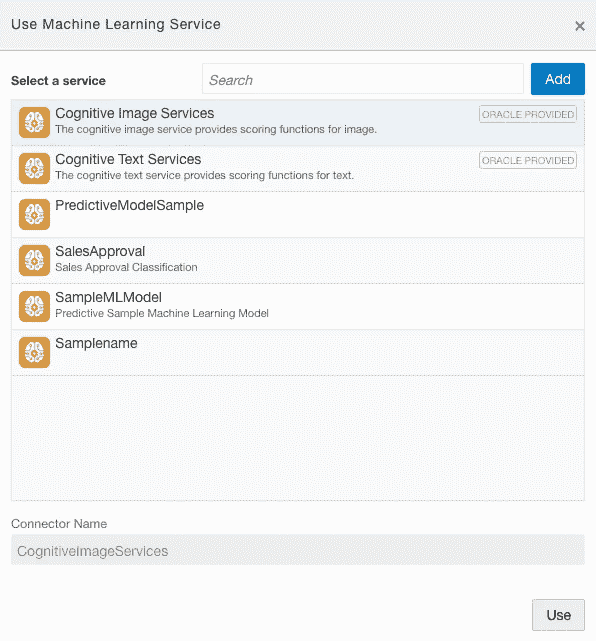 Use Machine Learning Service
×
Select a service
Search
Add
Cognitive Image Services
ORACLE PROVIDED
The cognitive image service provides scoring functions for image.
Cognitive Text Services
ORACLE PROVIDED
The cognitive text service provides scoring functions for text.
PredictiveModelSample
SalesApproval
Sales Approval Classification
SampleMLModel
Predictive Sample Machine Learning Model
Samplename
Connector Name
CognitiveImageServices
Use